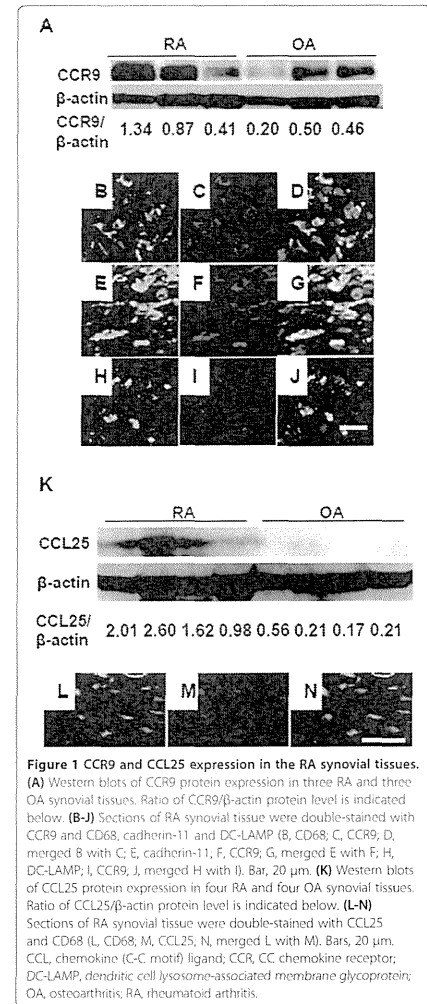 A
RA OA
CCR9
β-actin
CCR9/
β-actin 1.34 0.87 0.41 0.20 0.50 0.46
B C D
E F G
H I J
K
RA OA
CCL25
β-actin
CCL25/
β-actin 2.01 2.60 1.62 0.98 0.56 0.21 0.17 0.21
L M N
Figure 1 CCR9 and CCL25 expression in the RA synovial tissues.
(A) Western blots of CCR9 protein expression in three RA and three
OA synovial tissues. Ratio of CCR9/β-actin protein level is indicated
below. (B-J) Sections of RA synovial tissue were double-stained with
CCR9 and CD68, cadherin-11 and DC-LAMP (B, CD68; C, CCR9; D,
merged B with C; E, cadherin-11, F, CCR9; G, merged E with F; H,
DC-LAMP; I, CCR9; J, merged H with I). Bar, 20 μm. (K) Western blots
of CCL25 protein expression in four RA and four OA synovial tissues.
Ratio of CCL25/β-actin protein level is indicated below. (L-N)
Sections of RA synovial tissue were double-stained with CCL25
and CD68 (L, CD68; M, CCL25, N, merged L with M). Bars, 20 μm.
CCL, chemokine (C-C motif) ligand; CCR, CC chemokine receptor;
DC-LAMP, dendritic cell lysosome-associated membrane glycoprotein;
OA, osteoarthritis; RA, rheumatoid arthritis.